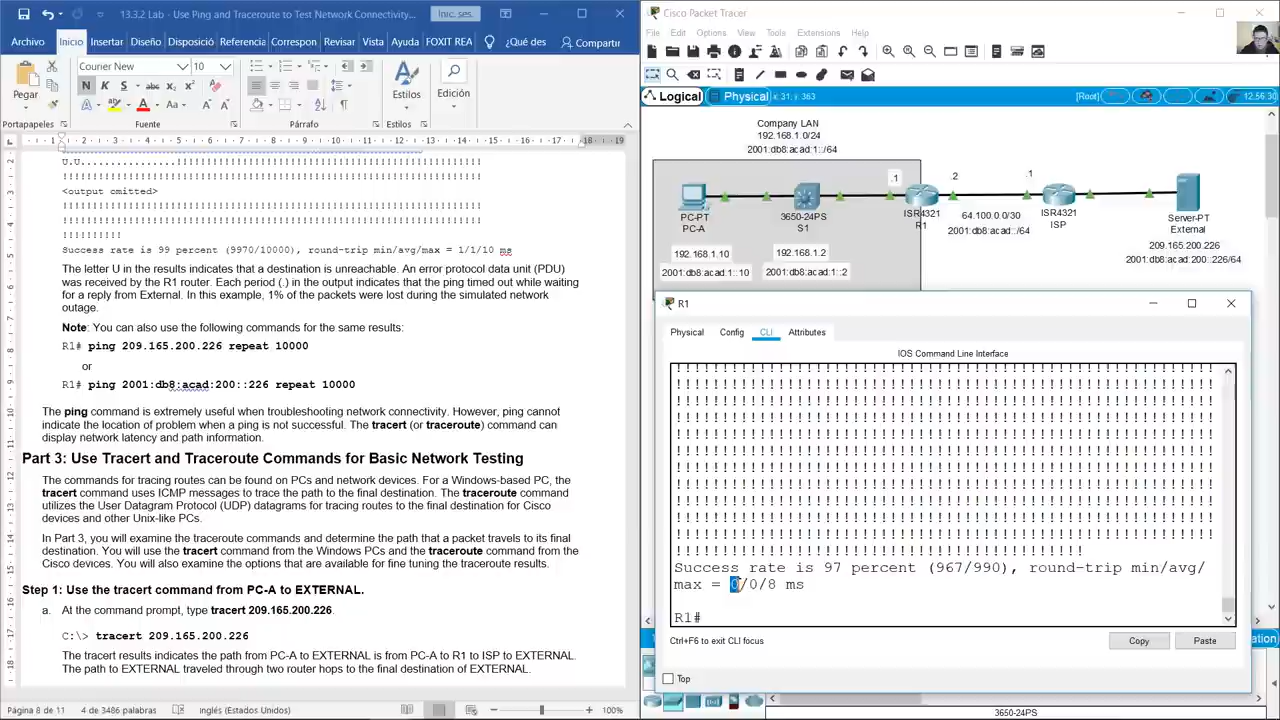 13.3.2 Lab - Use Ping and Traceroute to Test Network Connectivity...
Inic. ses.
Archivo Inicio Insertar Diseño Disposición Referencia Correspon Revisar Vista Ayuda FOXIT REA ¿Qué des Compartir
Courier New 10
Pegar
N K S abc x₂ x²
Estilos
Edición
Portapapeles
Fuente
Párrafo
U.U................!!!!!!!!!!!!!!!!!!!!!!!!!!!!!!!!!!!!!!!!!!!!!!!!!!!
!!!!!!!!!!!!!!!!!!!!!!!!!!!!!!!!!!!!!!!!!!!!!!!!!!!!!!!!!!!!!!!!!!!!!!
<output omitted>
!!!!!!!!!!!!!!!!!!!!!!!!!!!!!!!!!!!!!!!!!!!!!!!!!!!!!!!!!!!!!!!!!!!!!!
!!!!!!!!!!!!!!!!!!!!!!!!!!!!!!!!!!!!!!!!!!!!!!!!!!!!!!!!!!!!!!!!!!!!!!
!!!!!!!!!!
Success rate is 99 percent (9970/10000), round-trip min/avg/max = 1/1/10 ms
The letter U in the results indicates that a destination is unreachable. An error protocol data unit (PDU)
was received by the R1 router. Each period (.) in the output indicates that the ping timed out while waiting
for a reply from External. In this example, 1% of the packets were lost during the simulated network
outage.
Note: You can also use the following commands for the same results:
R1# ping 209.165.200.226 repeat 10000
or
R1# ping 2001:db8:acad:200::226 repeat 10000
The ping command is extremely useful when troubleshooting network connectivity. However, ping cannot
indicate the location of problem when a ping is not successful. The tracert (or traceroute) command can
display network latency and path information.
Part 3: Use Tracert and Traceroute Commands for Basic Network Testing
The commands for tracing routes can be found on PCs and network devices. For a Windows-based PC, the
tracert command uses ICMP messages to trace the path to the final destination. The traceroute command
utilizes the User Datagram Protocol (UDP) datagrams for tracing routes to the final destination for Cisco
devices and other Unix-like PCs.
In Part 3, you will examine the traceroute commands and determine the path that a packet travels to its final
destination. You will use the tracert command from the Windows PCs and the traceroute command from the
Cisco devices. You will also examine the options that are available for fine tuning the traceroute results.
Step 1: Use the tracert command from PC-A to EXTERNAL.
a. At the command prompt, type tracert 209.165.200.226.
C:\> tracert 209.165.200.226
The tracert results indicates the path from PC-A to EXTERNAL is from PC-A to R1 to ISP to EXTERNAL.
The path to EXTERNAL traveled through two router hops to the final destination of EXTERNAL.
Página 8 de 11 4 de 3486 palabras inglés (Estados Unidos) 100%
Cisco Packet Tracer
File Edit Options View Tools Extensions Help
Logical Physical x: 31, y: 363 [Root] 12:56:30
Company LAN
192.168.1.0/24
2001:db8:acad:1::/64
.1 .2 .1
PC-PT
PC-A
3650-24PS
S1
ISR4321
R1
64.100.0.0/30
2001:db8:acad::/64
ISR4321
ISP
Server-PT
External
192.168.1.10
2001:db8:acad:1::10
192.168.1.2
2001:db8:acad:1::2
209.165.200.226
2001:db8:acad:200::226/64
R1
Physical Config CLI Attributes
IOS Command Line Interface
Success rate is 97 percent (967/990), round-trip min/avg/
max = 0/0/8 ms
R1#
Ctrl+F6 to exit CLI focus
Copy Paste
Top
3650-24PS